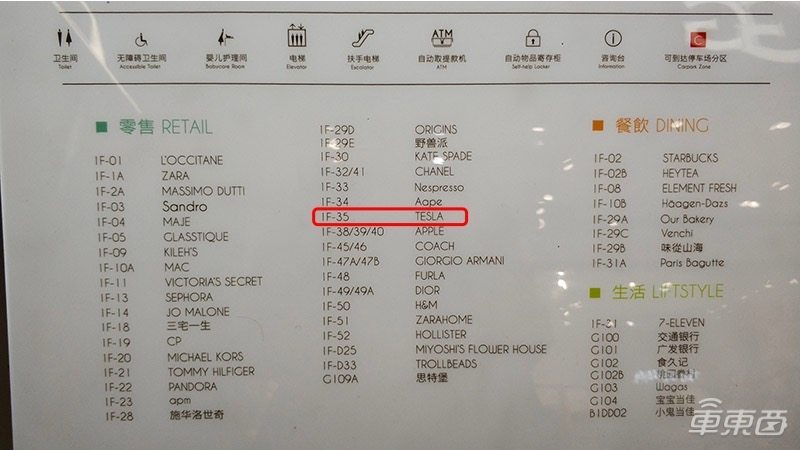 卫生间 无障碍卫生间 婴儿护理间 电梯 扶手电梯 ATM 自动取款机 自动物品寄存柜 咨询台 可到达停车场分区
Toilet Accessible Toilet Babycare Room Elevator Escalator ATM Self-help Locker Information Carpark Zone
零售 RETAIL
1F-01 L'OCCITANE
1F-1A ZARA
1F-2A MASSIMO DUTTI
1F-03 Sandro
1F-04 MAJE
1F-05 GLASSTIQUE
1F-09 KILEH'S
1F-10A MAC
1F-11 VICTORIA'S SECRET
1F-13 SEPHORA
1F-14 JO MALONE
1F-18 三宅一生
1F-19 CP
1F-20 MICHAEL KORS
1F-21 TOMMY HILFIGER
1F-22 PANDORA
1F-23 apm
1F-28 施华洛世奇
1F-29D ORIGINS
1F-29E 野兽派
1F-30 KATE SPADE
1F-32/41 CHANEL
1F-33 Nespresso
1F-34 Aape
1F-35 TESLA
1F-38/39/40 APPLE
1F-45/46 COACH
1F-47A/47B GIORGIO ARMANI
1F-48 FURLA
1F-49/49A DIOR
1F-50 H&M
1F-51 ZARAHOME
1F-52 HOLLISTER
1F-D25 MIYOSHI'S FLOWER HOUSE
1F-D33 TROLLBEADS
G109A 思特堡
餐飲 DINING
1F-02 STARBUCKS
1F-02B HEYTEA
1F-08 ELEMENT FRESH
1F-10B Häagen-Dazs
1F-29A Our Bakery
1F-29C Venchi
1F-29B 味從山海
1F-31A Paris Bagutte
生活 LIFTSTYLE
1F-31 7-ELEVEN
G100 交通银行
G101 广发银行
G102 食久记
G102B
G103 Wagas
G104 宝宝当佳
B1DD02 小鬼当佳
車東西